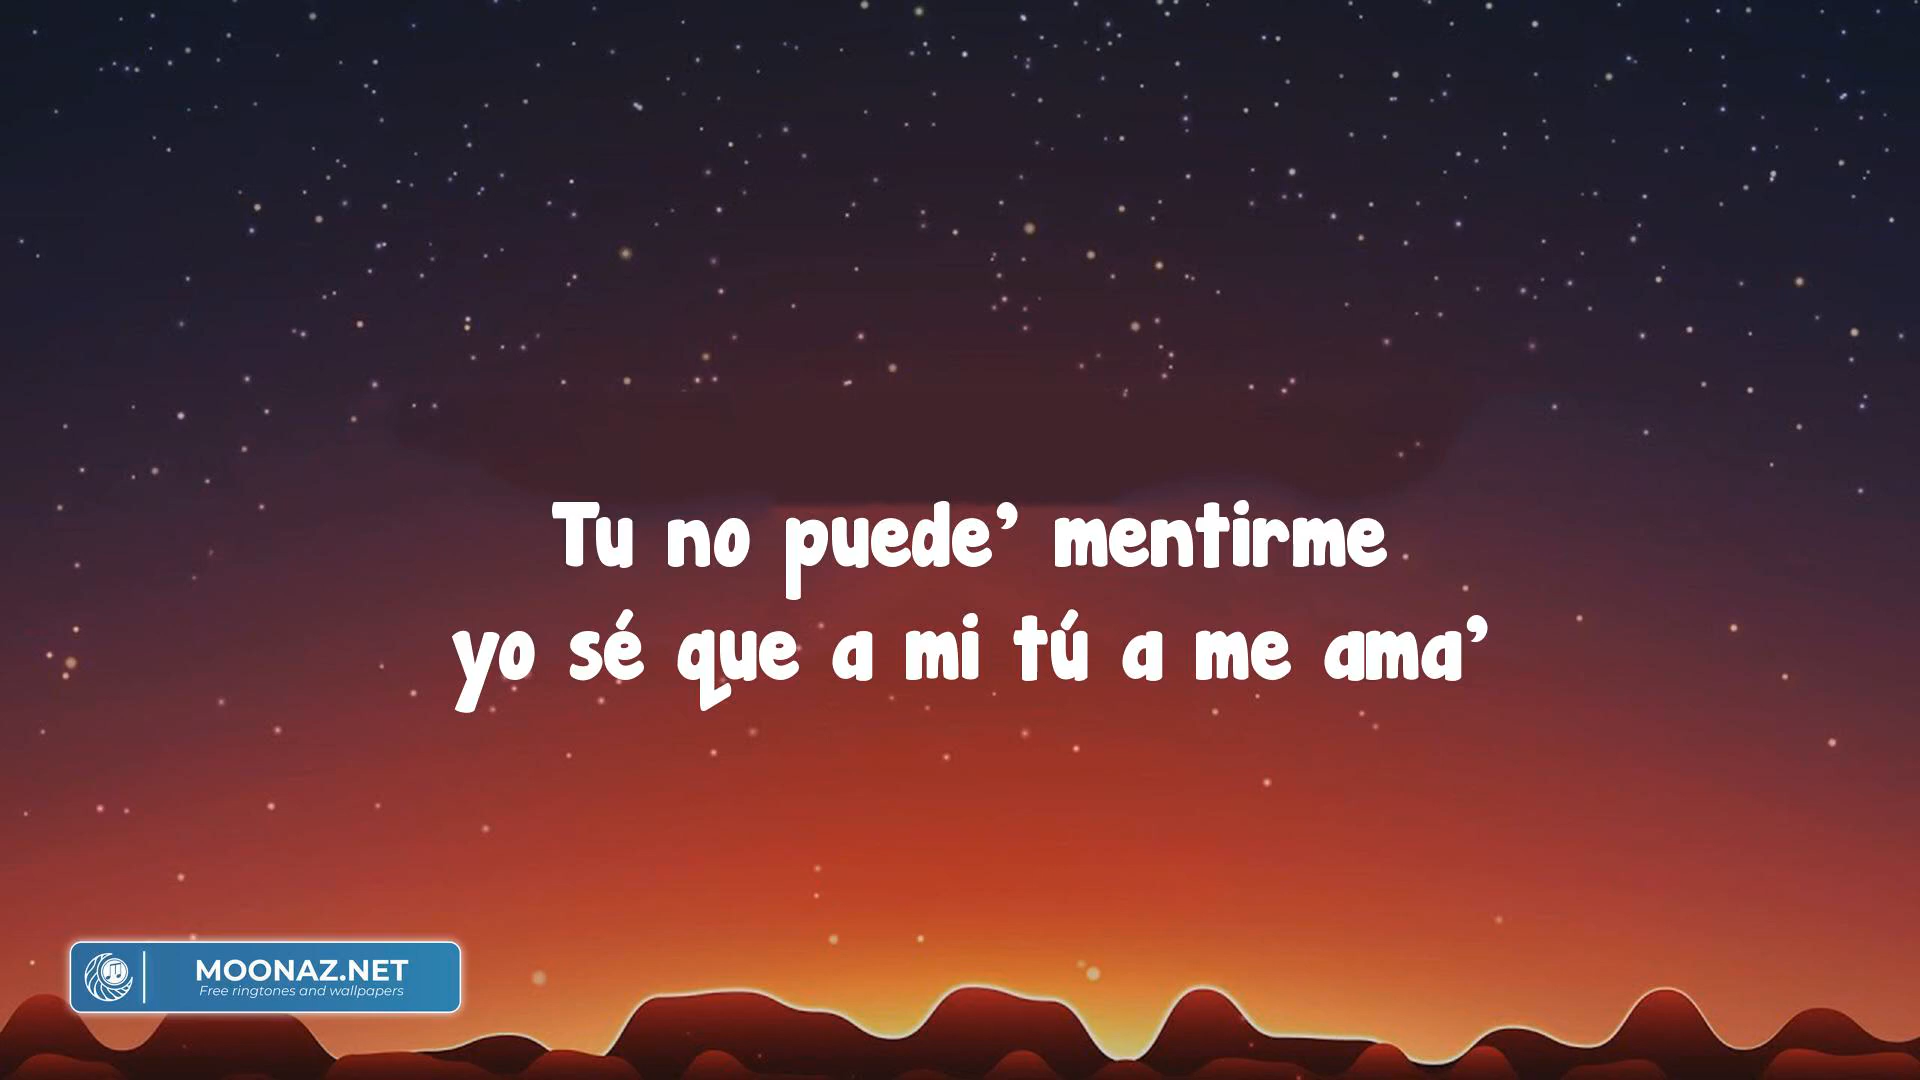 Tu no puede’ mentirme
yo sé que a mi tú a me ama’
MOONAZ.NET
Free ringtones and wallpapers